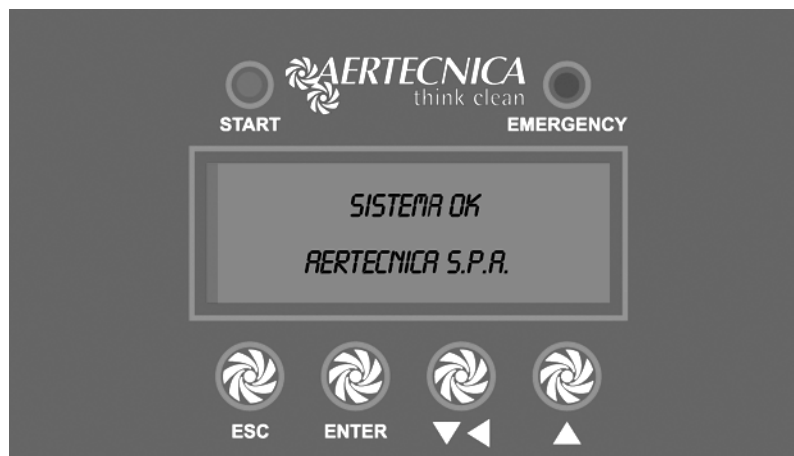 AERTECNICA
think clean
START
EMERGENCY
SISTEMA OK
AERTECNICA S.P.A.
ESC ENTER ▼◀ ▲